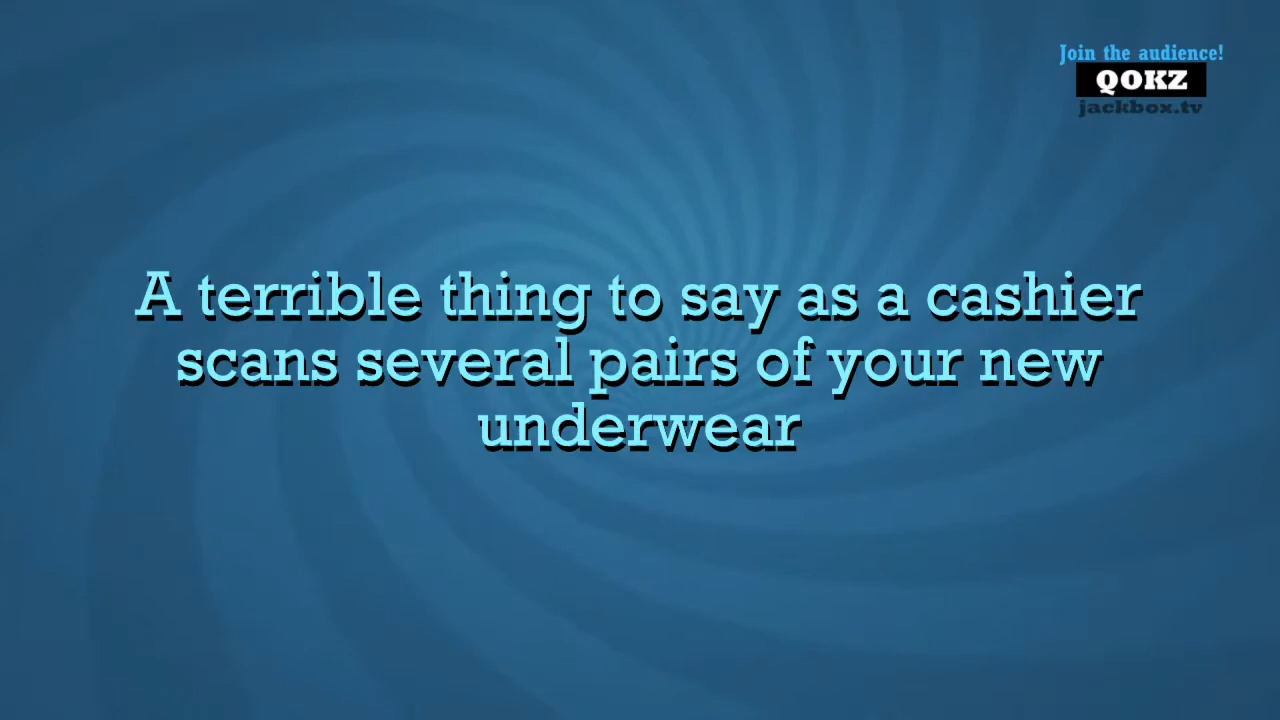 Join the audience!
QOKZ
jackbox.tv
A terrible thing to say as a cashier
scans several pairs of your new
underwear